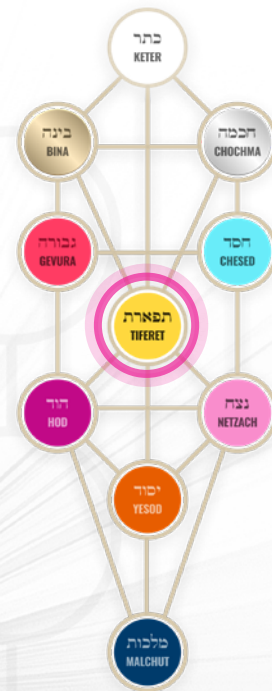 כתר
KETER
בינה
BINA
חכמה
CHOCHMA
גבורה
GEVURA
חסד
CHESED
תפארת
TIFERET
הוד
HOD
נצח
NETZACH
יסוד
YESOD
מלכות
MALCHUT